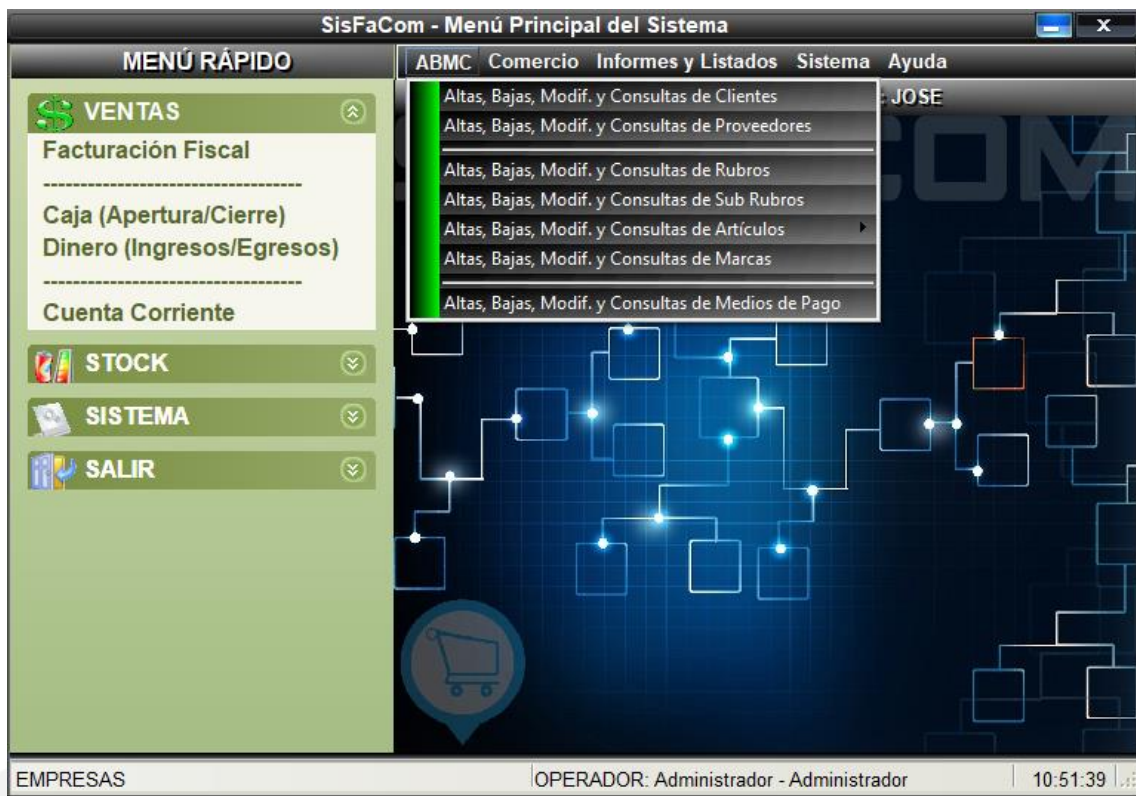 SisFaCom - Menú Principal del Sistema
MENÚ RÁPIDO
ABMC Comercio Informes y Listados Sistema Ayuda
JOSE
Altas, Bajas, Modif. y Consultas de Clientes
Altas, Bajas, Modif. y Consultas de Proveedores
Altas, Bajas, Modif. y Consultas de Rubros
Altas, Bajas, Modif. y Consultas de Sub Rubros
Altas, Bajas, Modif. y Consultas de Artículos
Altas, Bajas, Modif. y Consultas de Marcas
Altas, Bajas, Modif. y Consultas de Medios de Pago
VENTAS
Facturación Fiscal
-----------------------------------
Caja (Apertura/Cierre)
Dinero (Ingresos/Egresos)
-----------------------------------
Cuenta Corriente
STOCK
SISTEMA
SALIR
EMPRESAS
OPERADOR: Administrador - Administrador
10:51:39